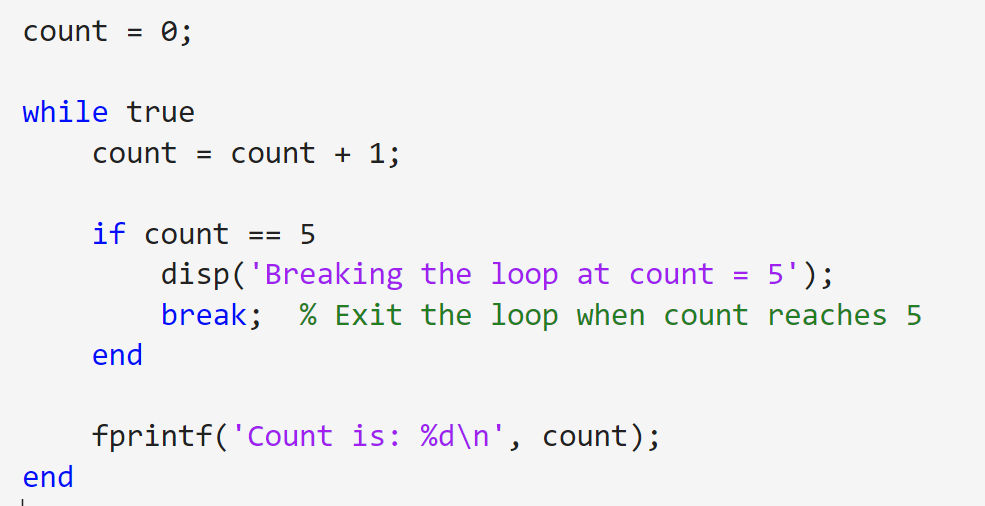 count = 0;
while true
    count = count + 1;
    if count == 5
        disp('Breaking the loop at count = 5');
        break;  % Exit the loop when count reaches 5
    end
    fprintf('Count is: %d\n', count);
end